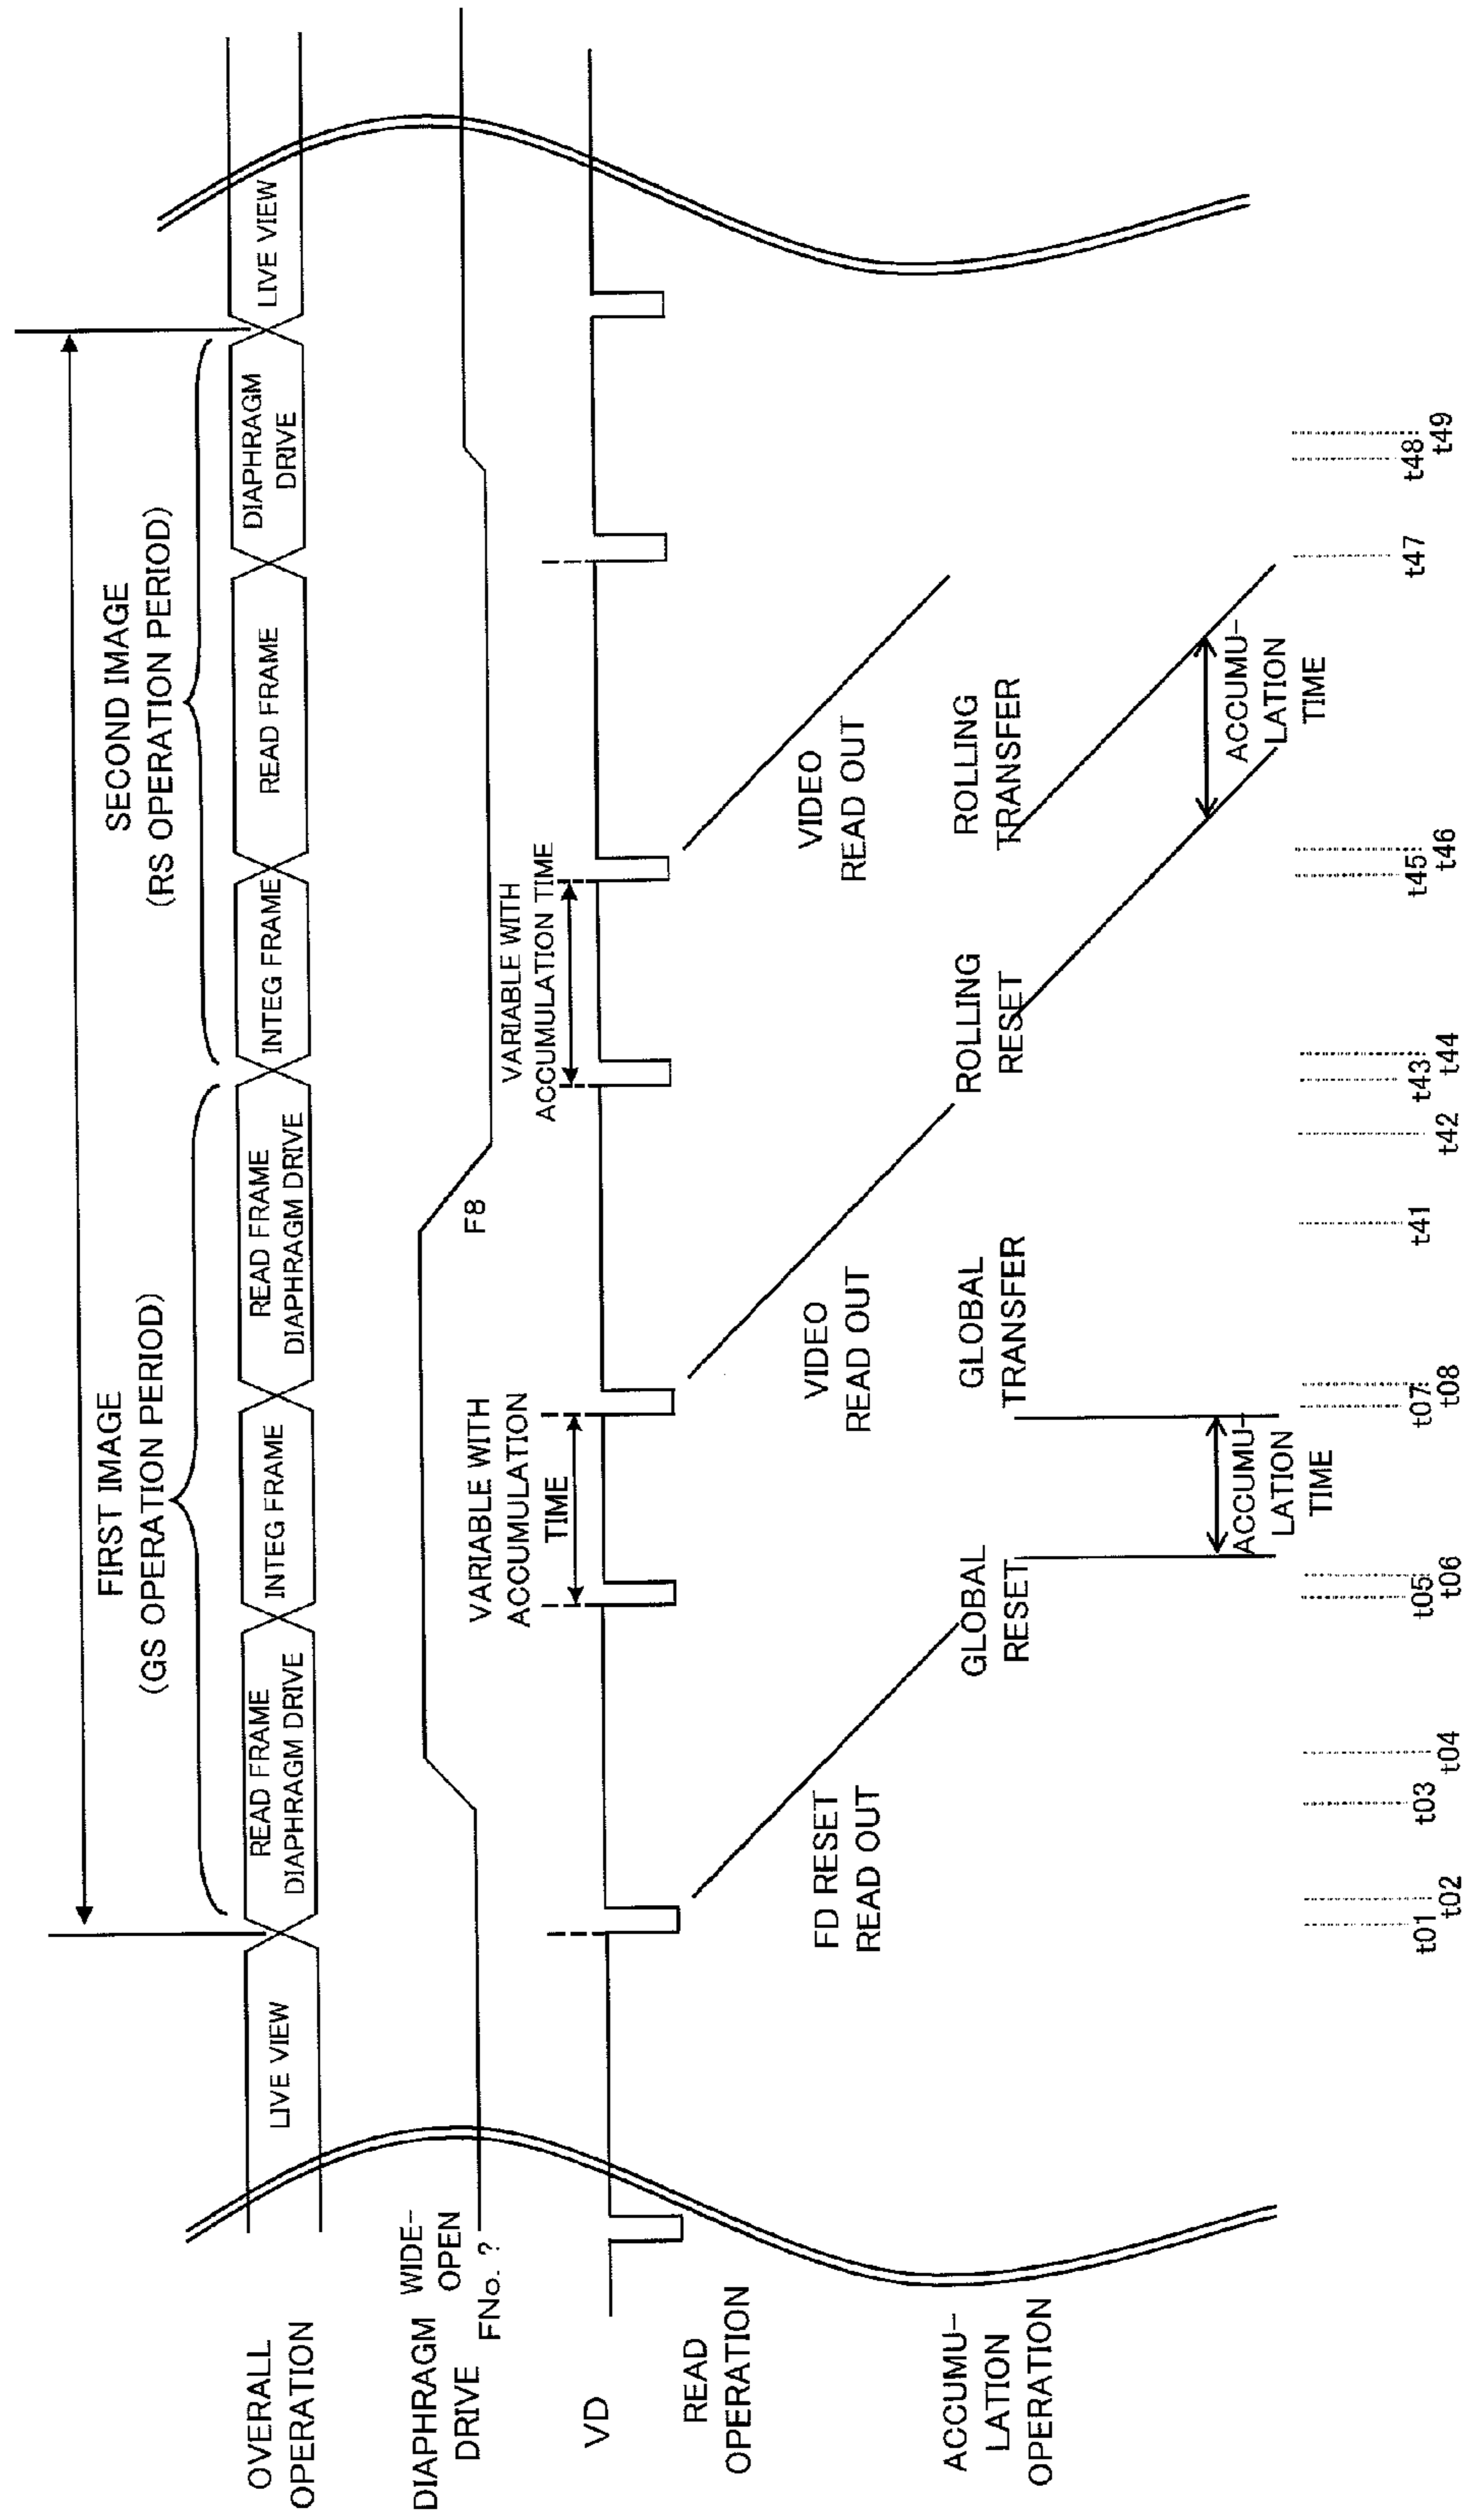 FIRST IMAGE
(GS OPERATION PERIOD)
SECOND IMAGE
(RS OPERATION PERIOD)
OVERALL
OPERATION
LIVE VIEW
READ FRAME
DIAPHRAGM DRIVE
INTEG FRAME
READ FRAME
DIAPHRAGM DRIVE
INTEG FRAME
READ FRAME
DIAPHRAGM
DRIVE
LIVE VIEW
DIAPHRAGM
DRIVE
WIDE-
OPEN
FNo. ?
F8
VD
VARIABLE WITH
ACCUMULATION
TIME
VARIABLE WITH
ACCUMULATION TIME
READ
OPERATION
FD RESET
READ OUT
VIDEO
READ OUT
VIDEO
READ OUT
ACCUMU-
LATION
OPERATION
GLOBAL
RESET
GLOBAL
TRANSFER
ROLLING
RESET
ROLLING
TRANSFER
ACCUMU-
LATION
TIME
ACCUMU-
LATION
TIME
t01
t02
t03
t04
t05
t06
t07
t08
t41
t42
t43
t44
t45
t46
t47
t48
t49